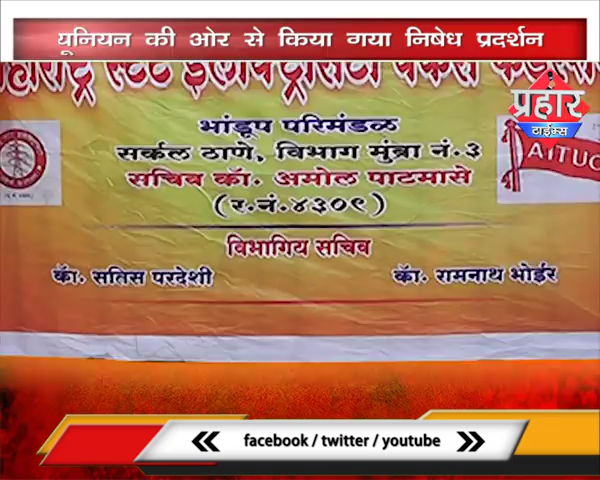 यूनियन की ओर से किया गया निषेध प्रदर्शन
प्रहार
टाईम्स
भांडूप परिमंडळ
सर्कल ठाणे, विभाग मुंब्रा नं.३
सचिव कॉ. अमोल पाटमासे
(र.नं.४३०९)
AITUC
विभागिय सचिव
कॉ. सतिस परदेशी
कॉ. रामनाथ भोईर
facebook / twitter / youtube